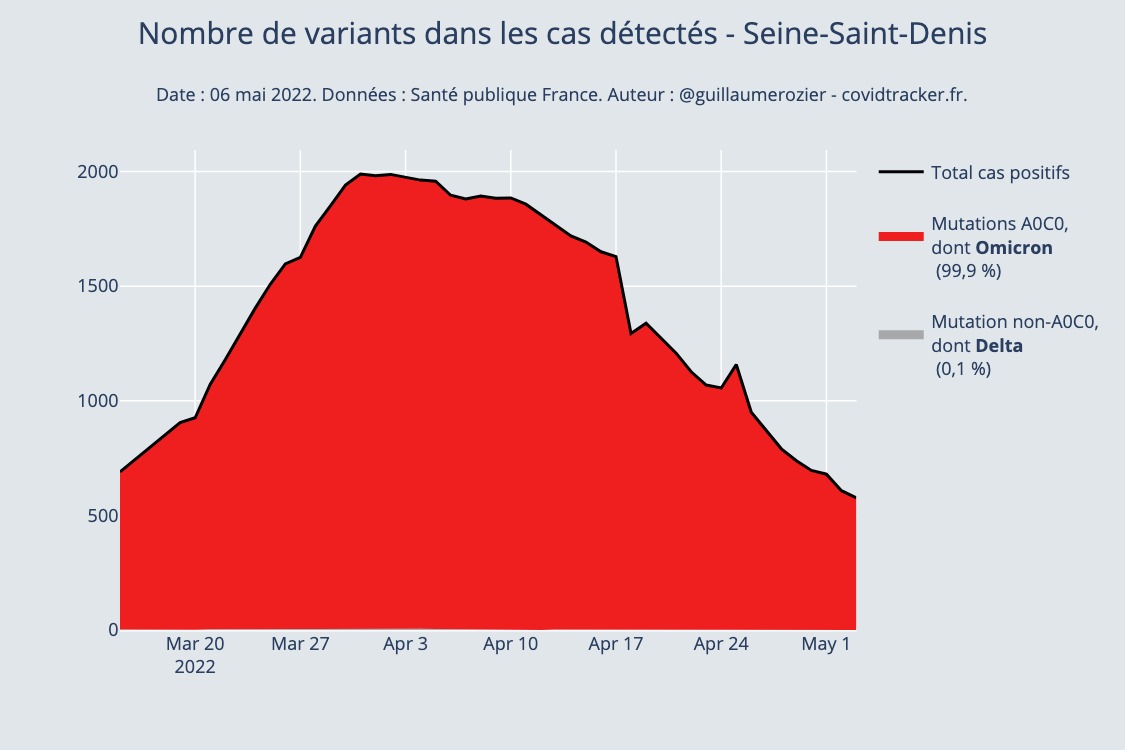 Nombre de variants dans les cas détectés - Seine-Saint-Denis
Date : 06 mai 2022. Données : Santé publique France. Auteur : @guillaumerozier - covidtracker.fr.
2000
1500
1000
500
0
Mar 20
2022
Mar 27
Apr 3
Apr 10
Apr 17
Apr 24
May 1
Total cas positifs
Mutations A0C0,
dont Omicron
(99,9 %)
Mutation non-A0C0,
dont Delta
(0,1 %)